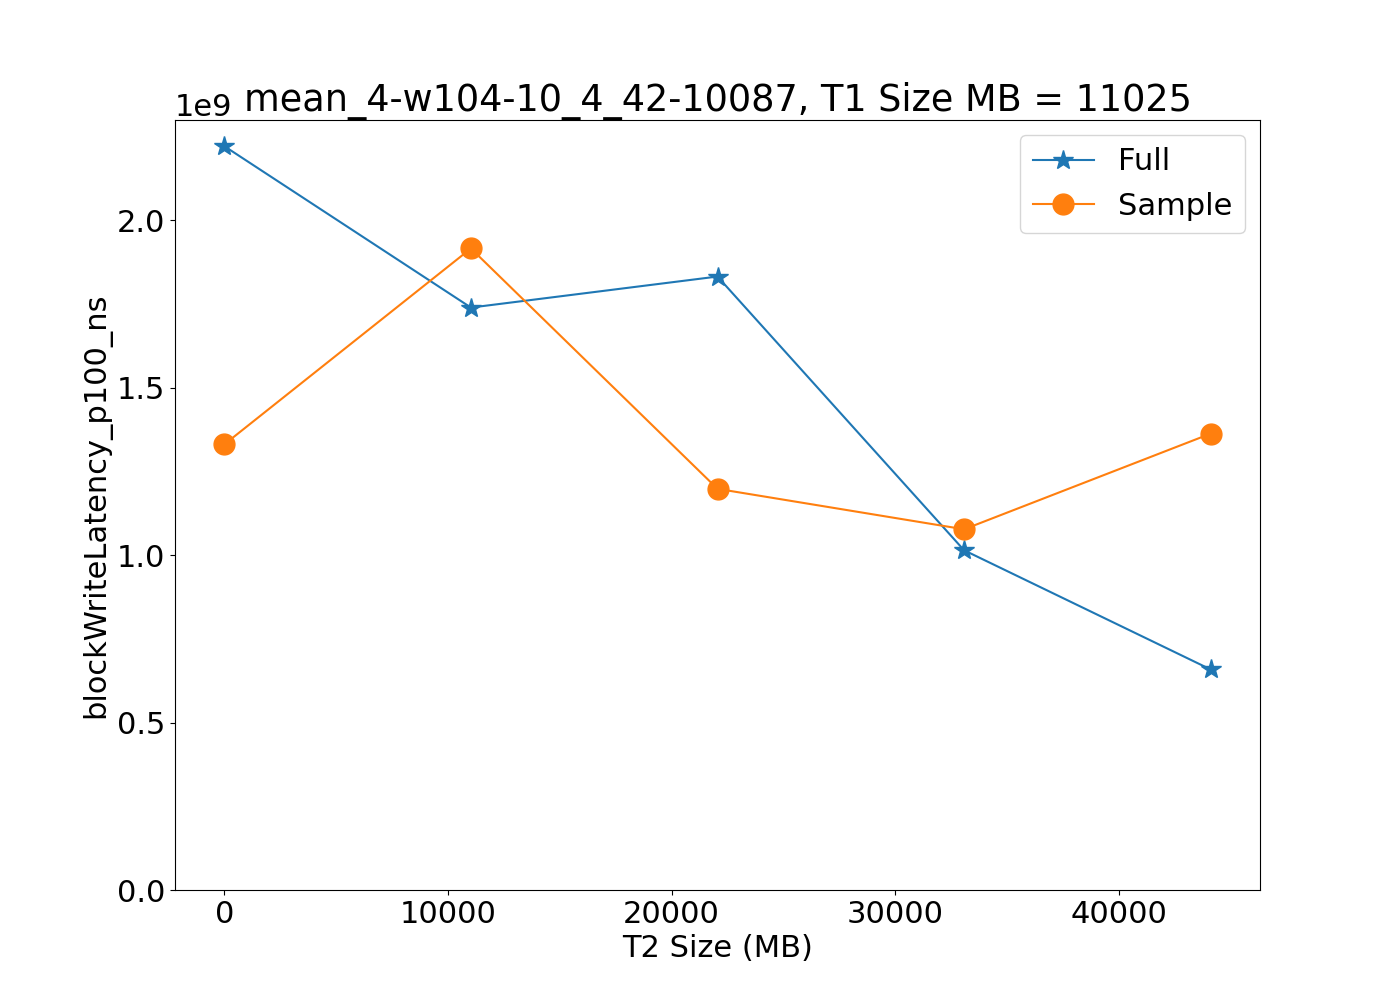 1e9
mean_4-w104-10_4_42-10087, T1 Size MB = 11025
Full
Sample
blockWriteLatency_p100_ns
2.0
1.5
1.0
0.5
0.0
0 10000 20000 30000 40000
T2 Size (MB)